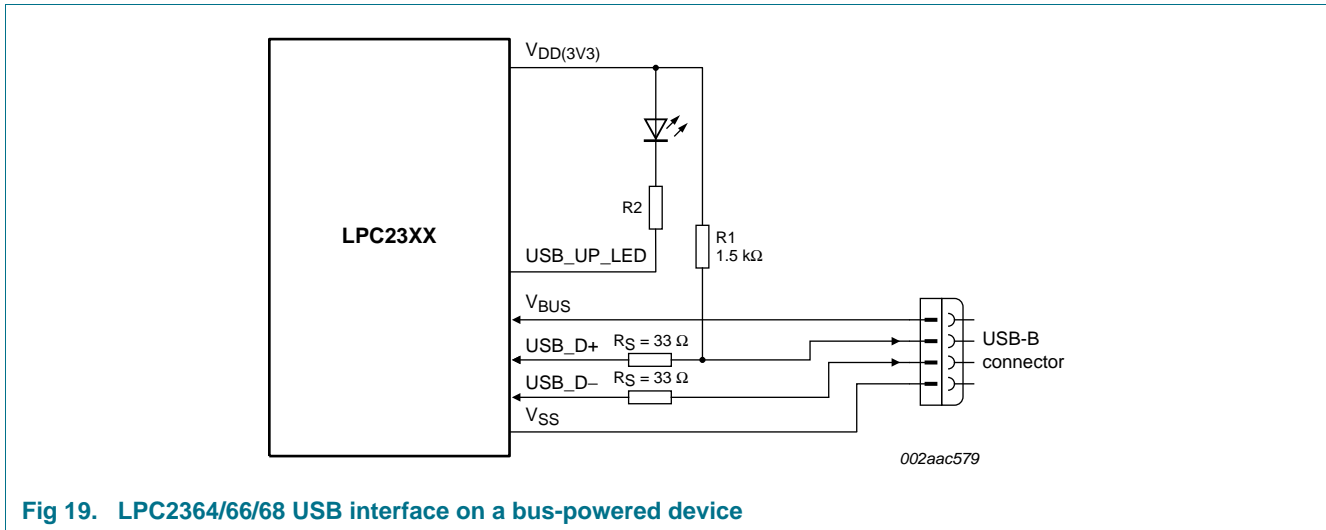 VDD(3V3)
R2
LPC23XX
R1
1.5 kΩ
USB_UP_LED
VBUS
USB_D+ RS = 33 Ω
USB-B
connector
USB_D− RS = 33 Ω
VSS
002aac579
Fig 19. LPC2364/66/68 USB interface on a bus-powered device